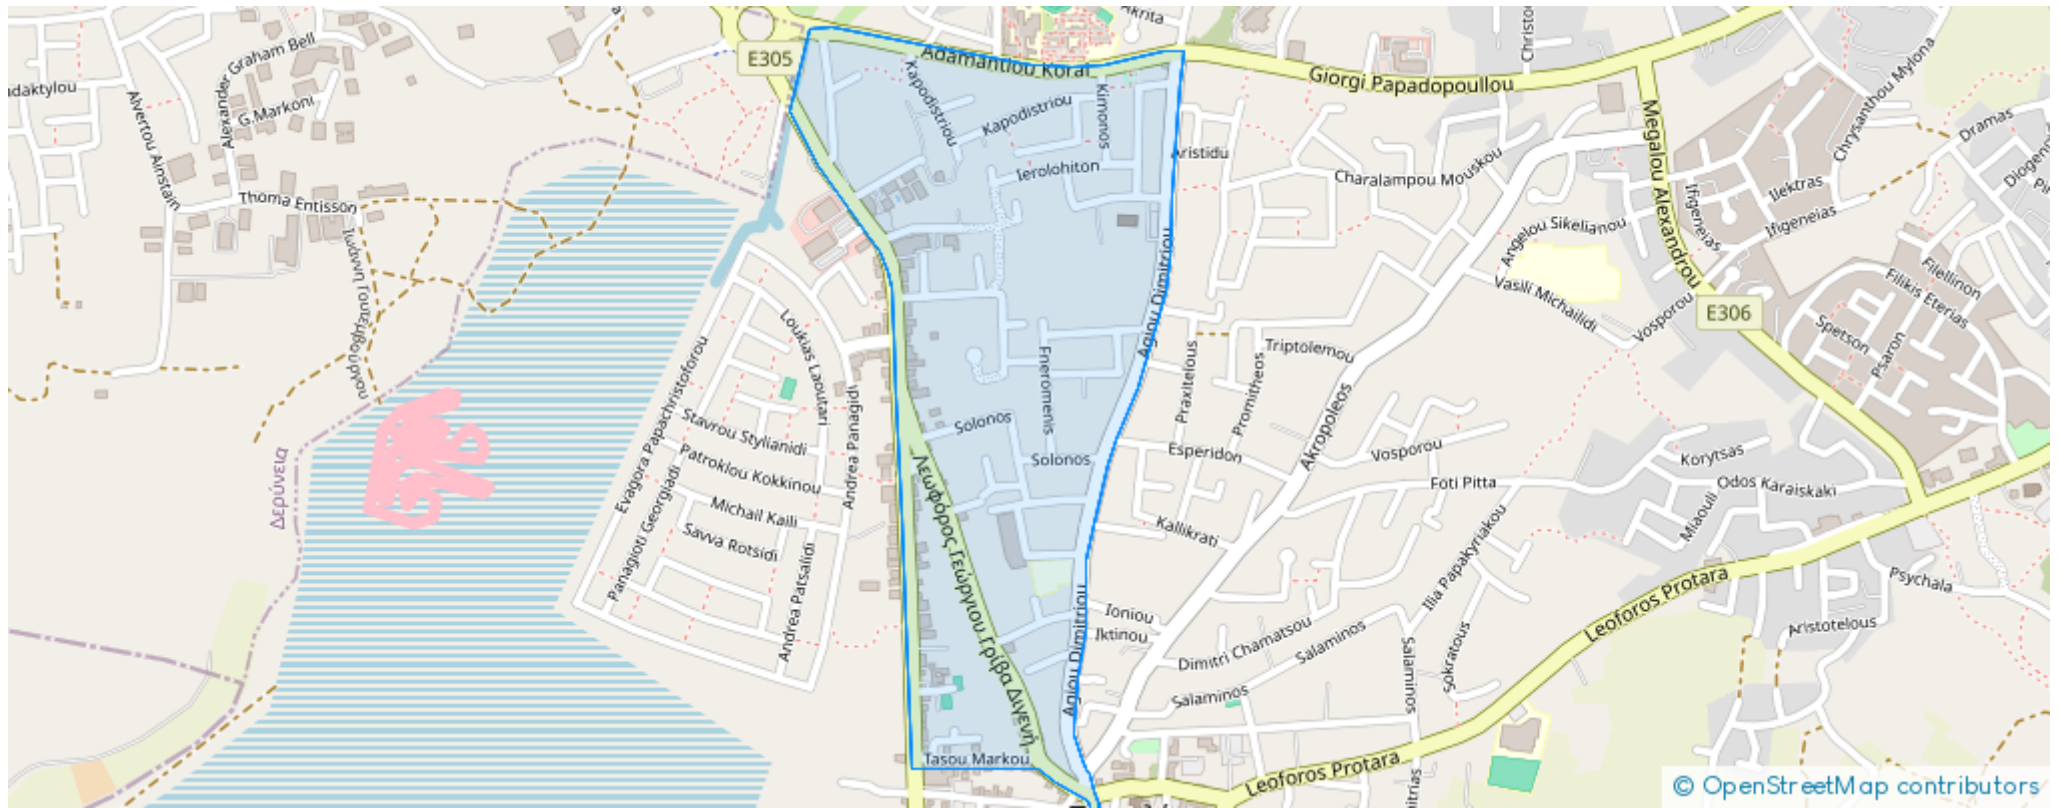 Akrita
Adamantiou Koraï
E305
Giorgi Papadopoullou
Alexander Graham Bell
G.Markoni
Alvertou Ainstain
Thoma Entisson
Kapodistriou
Kapodistriou
Kimonos
Ierolohiton
Aristidu
Charalampou Mouskou
Megalou Alexandrou
Chrysanthou Mylona
Dramas
Ilektras
Ifigeneias
Ifigeneias
Angelou Sikelianou
Vasili Michailidi
Vosporou
E306
Filikis Eterias
Filellinon
Spetson
Psaron
Agiou Dimitriou
Loukias Laoutari
Evagora Papachristoforou
Andrea Panagidi
Stavrou Stylianidi
Patroklou Kokkinou
Michail Kaili
Savva Rotsidi
Panagioti Georgiadi
Andrea Patsalidi
Δερύνεια
Fneromenis
Solonos
Solonos
Praxitelous
Promitheos
Triptolemou
Akropoleos
Esperidon
Vosporou
Foti Pitta
Kallikrati
Korytsas
Odos Karaiskaki
Miaouli
Λεωφόρος Γεώργιου Γρίβα Διγενή
Agiou Dimitriou
Ioniou
Iktinou
Dimitri Chamatsou
Salaminos
Salaminos
Salaminos
Ilia Papakyriakou
Sokratous
Leoforos Protara
Leoforos Protara
Psychala
Aristotelous
Tasou Markou
© OpenStreetMap contributors